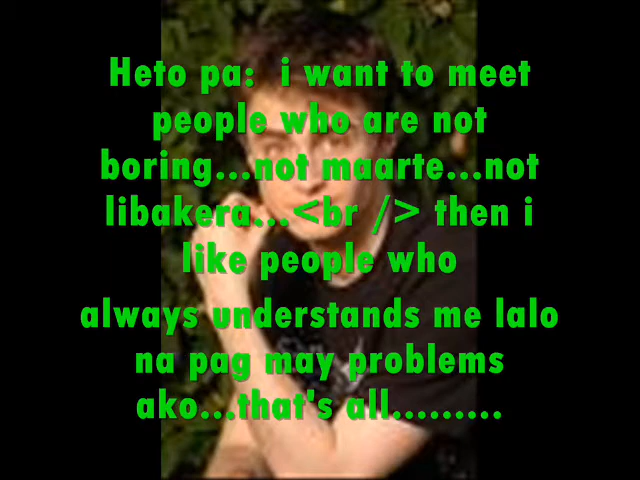 Heto pa:  i want to meet
people who are not
boring...not maarte...not
libakera...<br /> then i
like people who
always understands me lalo
na pag may problems
ako...that's all.........